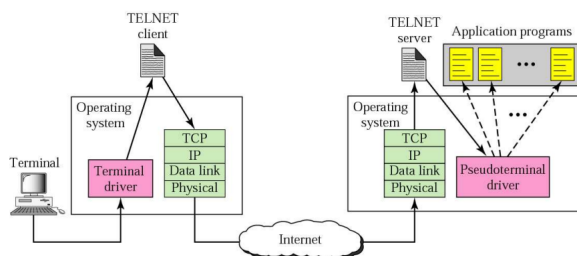 TELNET
client
TELNET
server
Application programs
Operating
system
TCP
IP
Data link
Physical
Terminal
driver
Terminal
Internet
Operating
system
TCP
IP
Data link
Physical
Pseudoterminal
driver